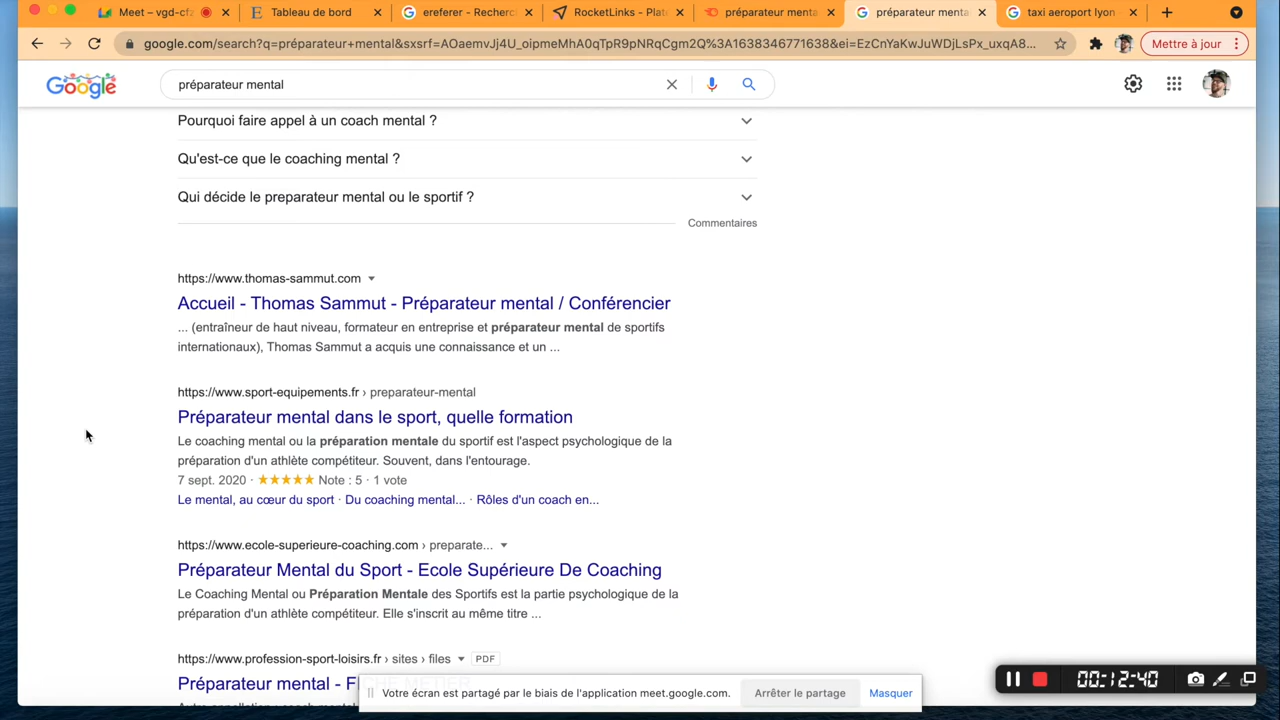 Meet – vgd-cfz
Tableau de bord
ereferer - Recherc
RocketLinks - Plate
préparateur menta
préparateur menta
taxi aeroport lyon
google.com/search?q=préparateur+mental&sxsrf=AOaemvJj4U_oipmeMhA0qTpR9pNRqCgm2Q%3A1638346771638&ei=EzCnYaKwJuWDjLsPx_uxqA8...
Mettre à jour
Google
préparateur mental
Pourquoi faire appel à un coach mental ?
Qu'est-ce que le coaching mental ?
Qui décide le preparateur mental ou le sportif ?
Commentaires
https://www.thomas-sammut.com
Accueil - Thomas Sammut - Préparateur mental / Conférencier
... (entraîneur de haut niveau, formateur en entreprise et préparateur mental de sportifs
internationaux), Thomas Sammut a acquis une connaissance et un ...
https://www.sport-equipements.fr › preparateur-mental
Préparateur mental dans le sport, quelle formation
Le coaching mental ou la préparation mentale du sportif est l'aspect psychologique de la
préparation d'un athlète compétiteur. Souvent, dans l'entourage.
7 sept. 2020 · ★★★★★ Note : 5 · 1 vote
Le mental, au cœur du sport · Du coaching mental... · Rôles d'un coach en...
https://www.ecole-superieure-coaching.com › preparate...
Préparateur Mental du Sport - Ecole Supérieure De Coaching
Le Coaching Mental ou Préparation Mentale des Sportifs est la partie psychologique de la
préparation d'un athlète compétiteur. Elle s'inscrit au même titre ...
https://www.profession-sport-loisirs.fr › sites › files PDF
Préparateur mental - F
Votre écran est partagé par le biais de l'application meet.google.com.
Arrêter le partage
Masquer
00:12:40